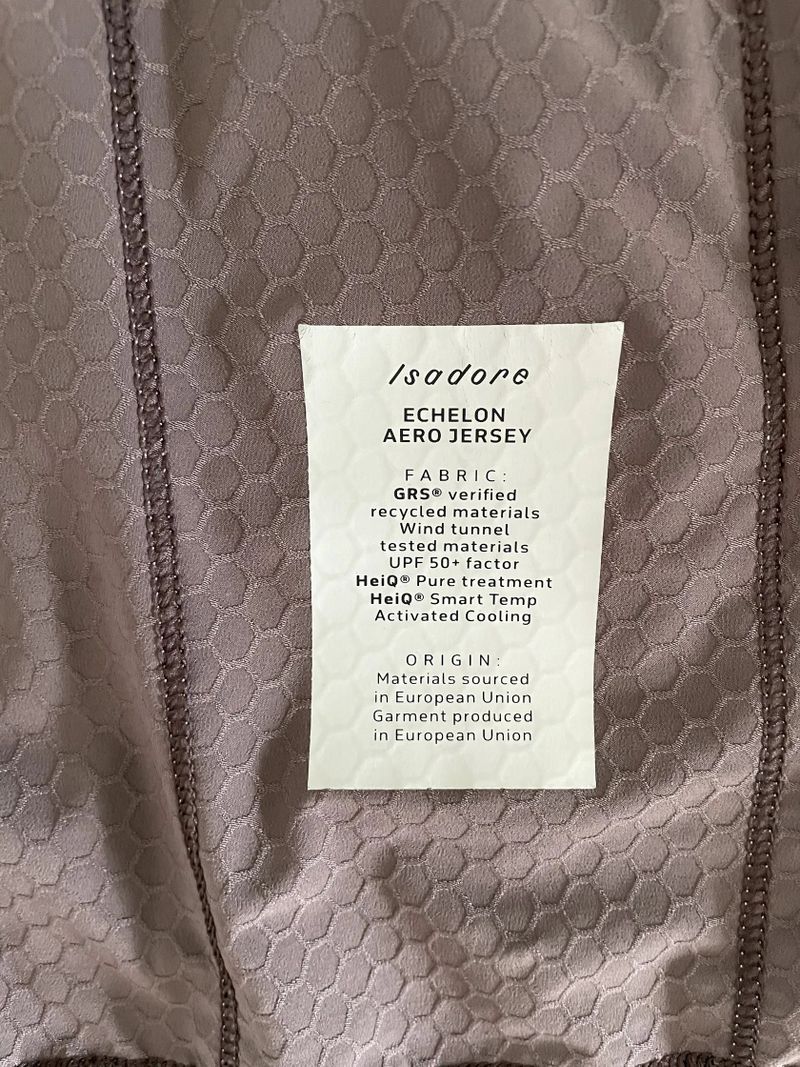 Isadore
ECHELON
AERO JERSEY
FABRIC:
GRS® verified
recycled materials
Wind tunnel
tested materials
UPF 50+ factor
HeiQ® Pure treatment
HeiQ® Smart Temp
Activated Cooling
ORIGIN:
Materials sourced
in European Union
Garment produced
in European Union